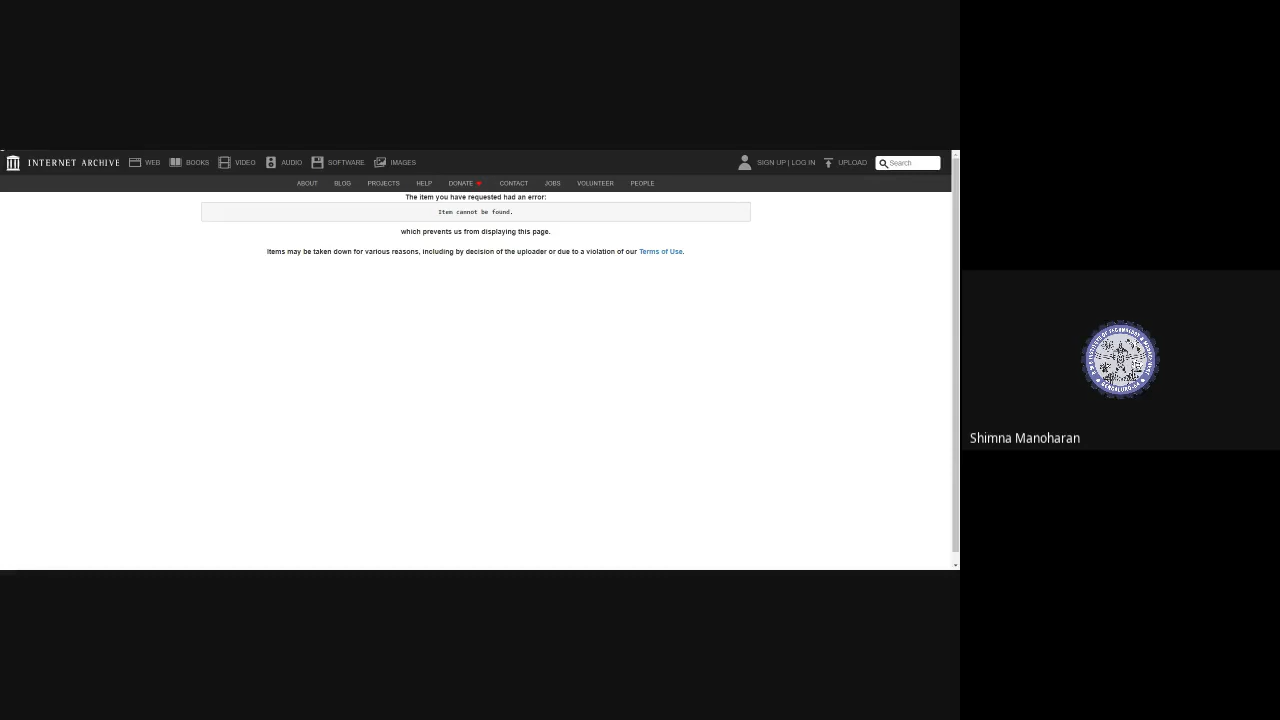 INTERNET ARCHIVE WEB BOOKS VIDEO AUDIO SOFTWARE IMAGES SIGN UP | LOG IN UPLOAD Search
ABOUT BLOG PROJECTS HELP DONATE CONTACT JOBS VOLUNTEER PEOPLE
The item you have requested had an error:
Item cannot be found.
which prevents us from displaying this page.
Items may be taken down for various reasons, including by decision of the uploader or due to a violation of our Terms of Use.
Shimna Manoharan